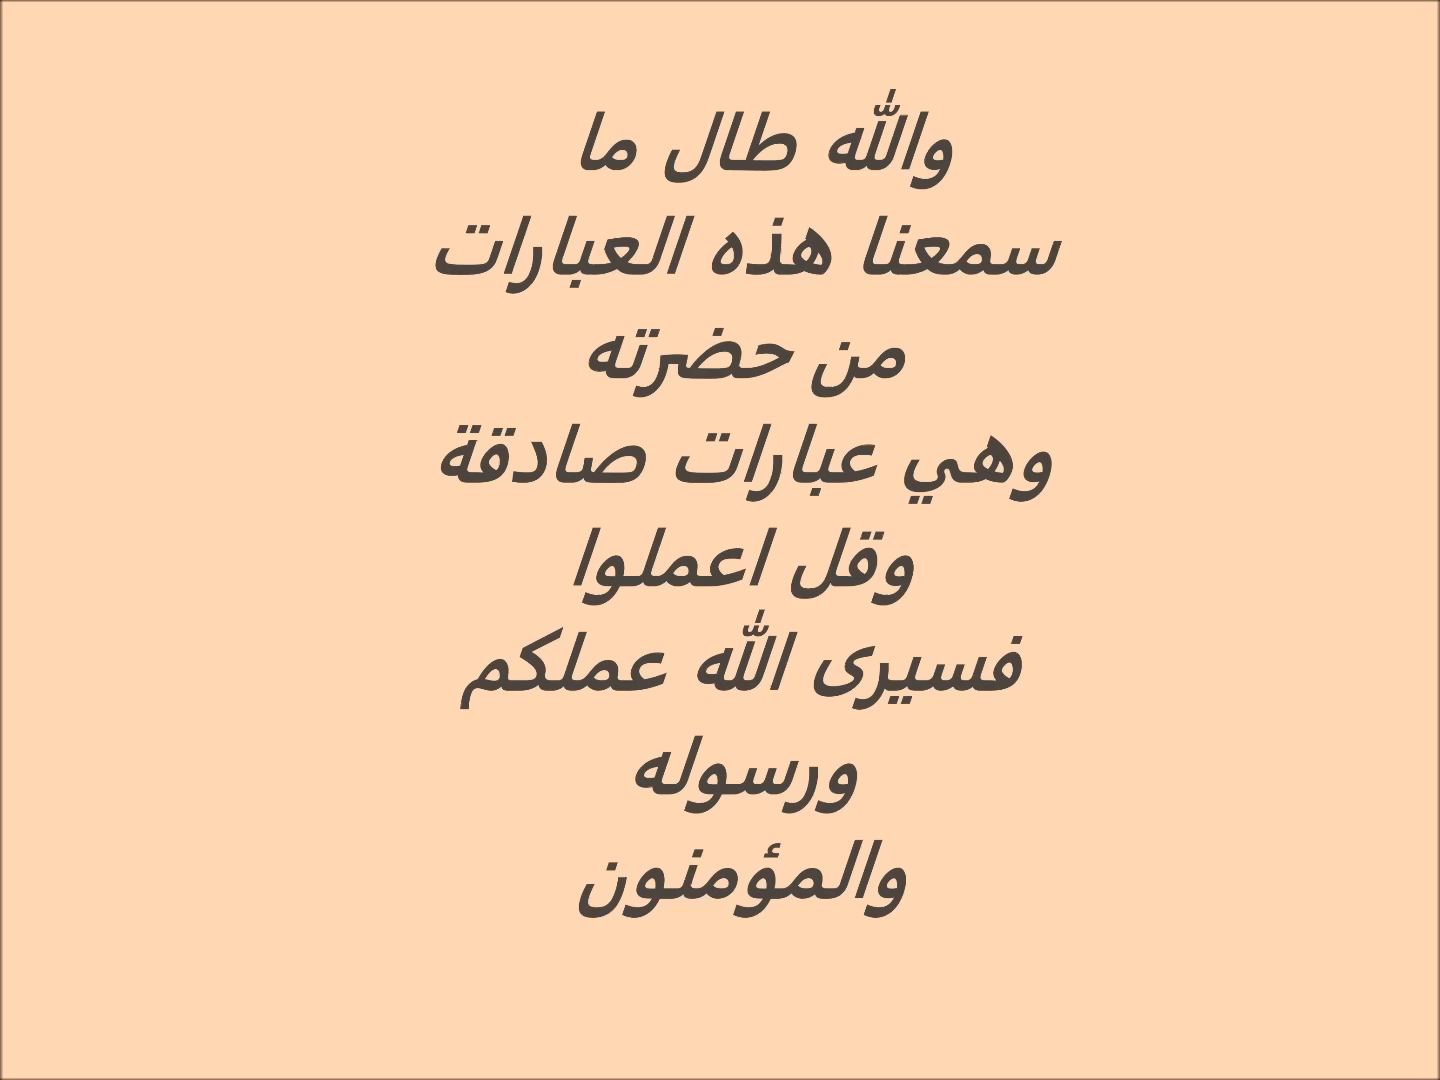 والله طال ما
سمعنا هذه العبارات
من حضرته
وهي عبارات صادقة
وقل اعملوا
فسيرى الله عملكم
ورسوله
والمؤمنون